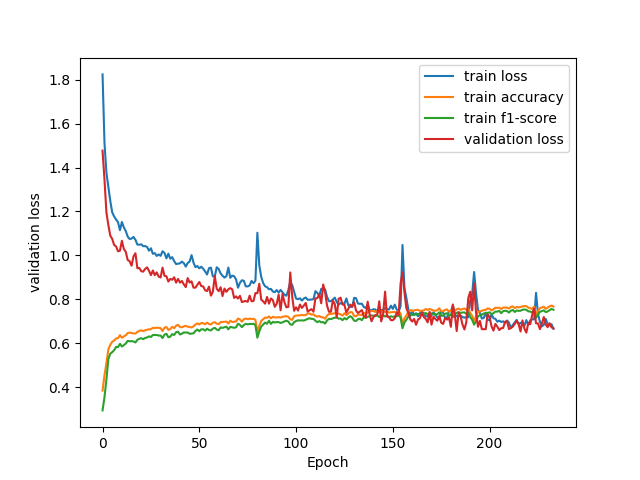 train loss
train accuracy
train f1-score
validation loss
1.8
1.6
1.4
1.2
1.0
0.8
0.6
0.4
validation loss
0
50
100
150
200
Epoch